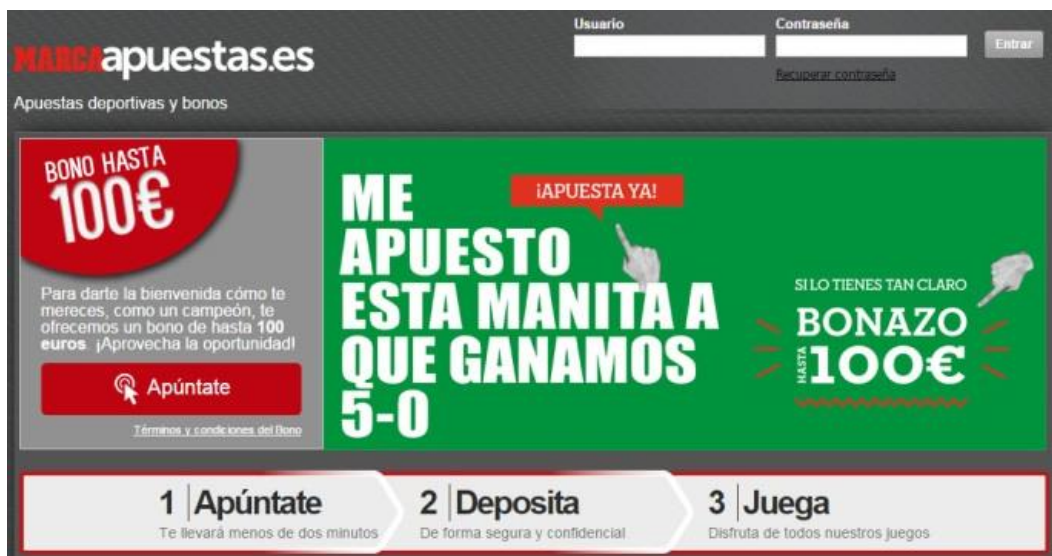 Usuario
Contraseña
MARCAapuestas.es
Entrar
Recuperar contraseña
Apuestas deportivas y bonos
BONO HASTA
100€
Para darte la bienvenida cómo te
mereces, como un campeón, te
ofrecemos un bono de hasta 100
euros. ¡Aprovecha la oportunidad!
Apúntate
Términos y condiciones del Bono
¡APUESTA YA!
ME
APUESTO
ESTA MANITA A
QUE GANAMOS
5-0
SI LO TIENES TAN CLARO
BONAZO
HASTA 100€
1 Apúntate
Te llevará menos de dos minutos
2 Deposita
De forma segura y confidencial
3 Juega
Disfruta de todos nuestros juegos